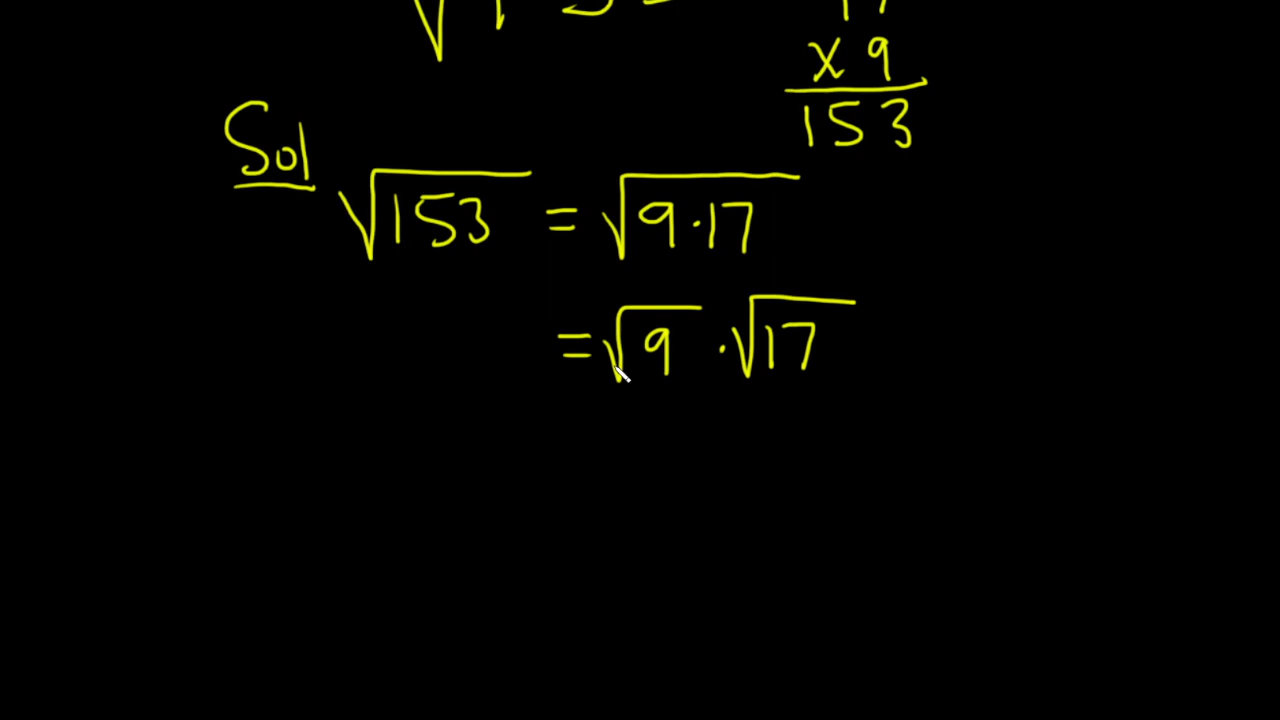 x 9
153
Sol
√153 = √9·17
= √9 · √17